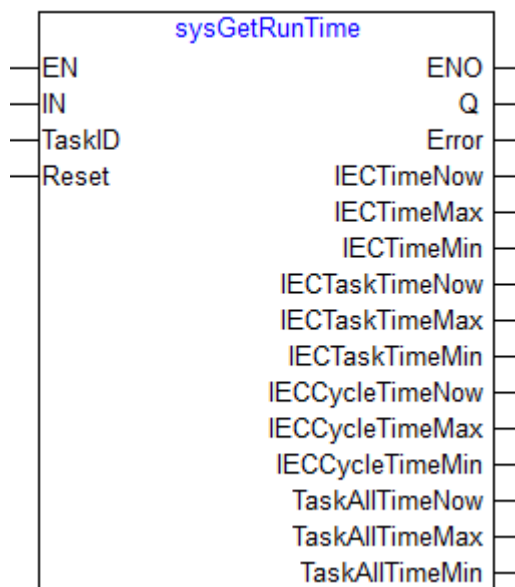 sysGetRunTime
EN ENO
IN Q
TaskID Error
Reset IECTimeNow
IECTimeMax
IECTimeMin
IECTaskTimeNow
IECTaskTimeMax
IECTaskTimeMin
IECCycleTimeNow
IECCycleTimeMax
IECCycleTimeMin
TaskAllTimeNow
TaskAllTimeMax
TaskAllTimeMin